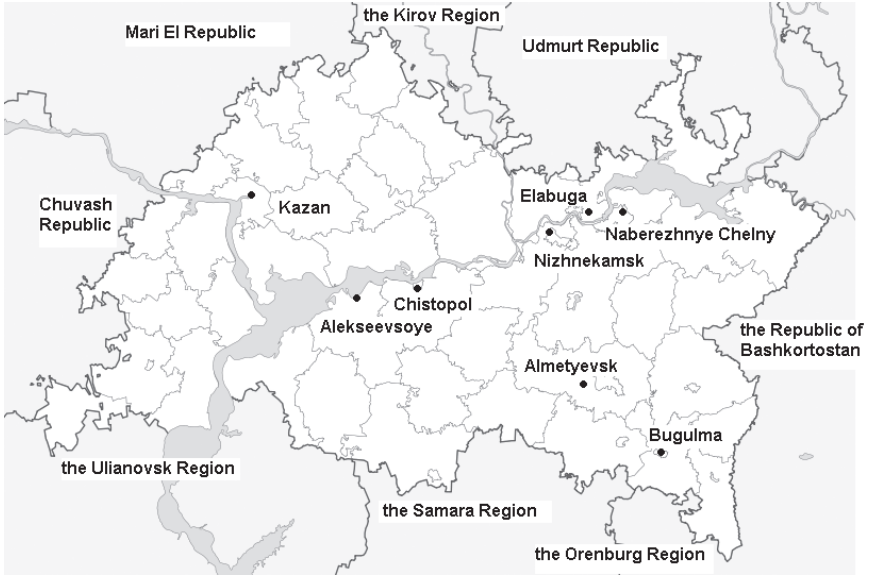 the Kirov Region
Mari El Republic
Udmurt Republic
Elabuga
Chuvash
Republic
Kazan
Naberezhnye Chelny
Nizhnekamsk
Chistopol
Alekseevsoye
the Republic of
Bashkortostan
Almetyevsk
Bugulma
the Ulianovsk Region
the Samara Region
the Orenburg Region